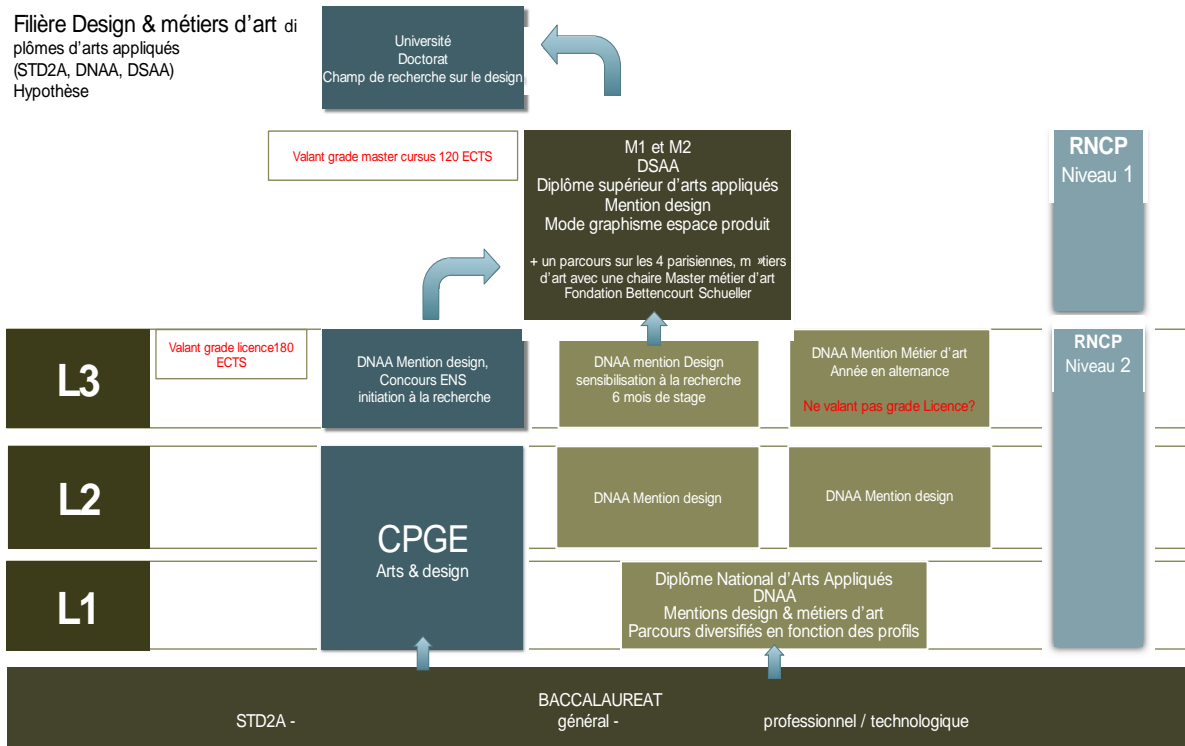 Filière Design & métiers d'art di
plômes d'arts appliqués
(STD2A, DNAA, DSAA)
Hypothèse
Université
Doctorat
Champ de recherche sur le design
Valant grade master cursus 120 ECTS
M1 et M2
DSAA
Diplôme supérieur d'arts appliqués
Mention design
Mode graphisme espace produit
+ un parcours sur les 4 parisiennes, m »tiers
d'art avec une chaire Master métier d'art
Fondation Bettencourt Schueller
RNCP
Niveau 1
L3
Valant grade licence180
ECTS
DNAA Mention design,
Concours ENS
initiation à la recherche
DNAA mention Design
sensibilisation à la recherche
6 mois de stage
DNAA Mention Métier d'art
Année en alternance
Ne valant pas grade Licence?
RNCP
Niveau 2
L2
CPGE
Arts & design
DNAA Mention design
DNAA Mention design
L1
Diplôme National d'Arts Appliqués
DNAA
Mentions design & métiers d'art
Parcours diversifiés en fonction des profils
BACCALAUREAT
STD2A - général - professionnel / technologique